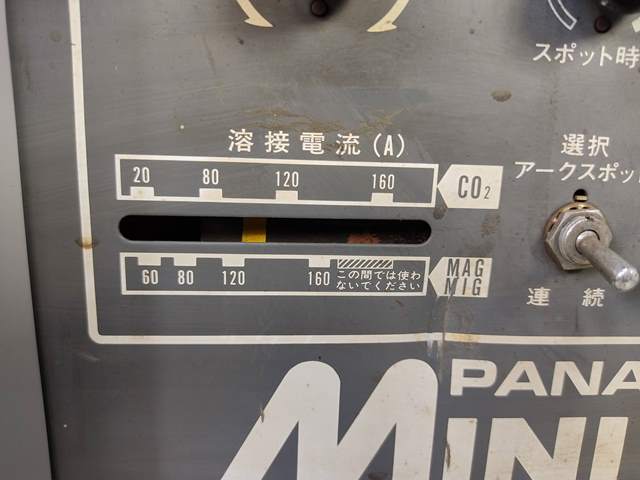 スポット時
溶接電流(A)
20 80 120 160 CO2
60 80 120 160
この間では使わ
ないでください
MAG
MIG
選択
アークスポット
連続
PANA
MINI